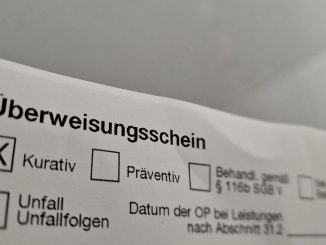 Überweisungsschein
Kurativ
Präventiv
Behandl. gemäß
§ 116b SGB V
Unfall
Unfallfolgen
Datum der OP bei Leistungen
nach Abschnitt 31.2